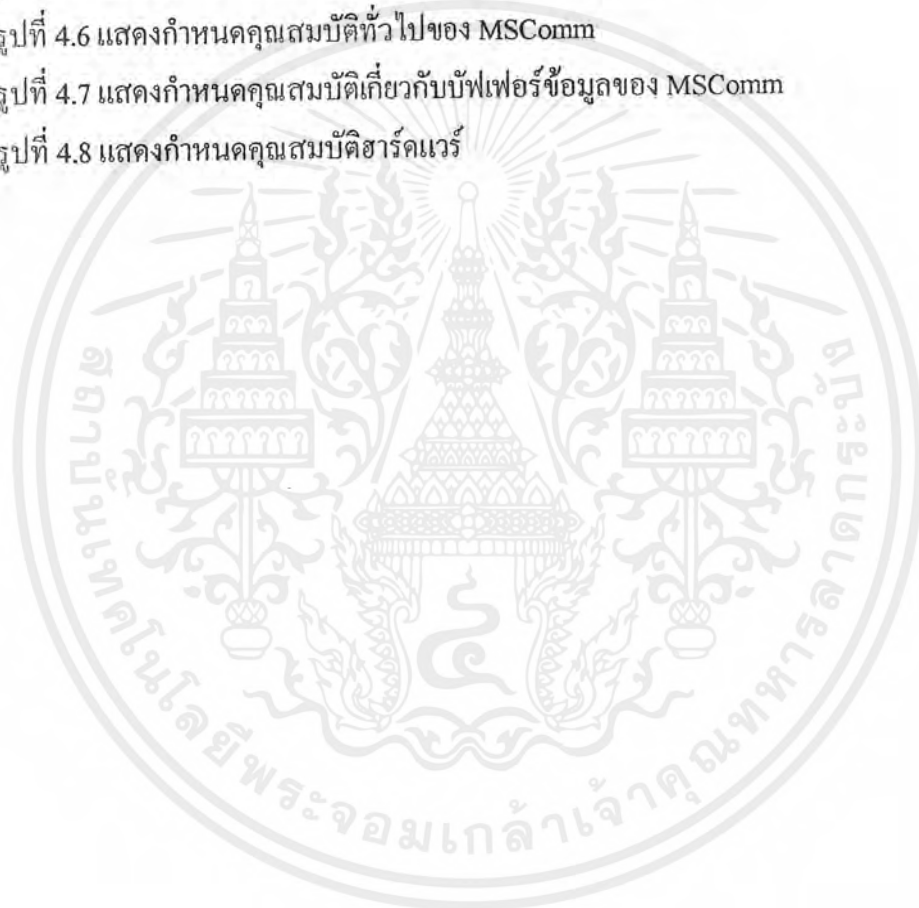 รูปที่ 4.6 แสดงกำหนดคุณสมบัติทั่วไปของ MSComm
รูปที่ 4.7 แสดงกำหนดคุณสมบัติเกี่ยวกับบัฟเฟอร์ข้อมูลของ MSComm
รูปที่ 4.8 แสดงกำหนดคุณสมบัติฮาร์คแวร์
สถาบันเทคโนโลยีพระจอมเกล้าเจ้าคุณทหารลาดกระบัง